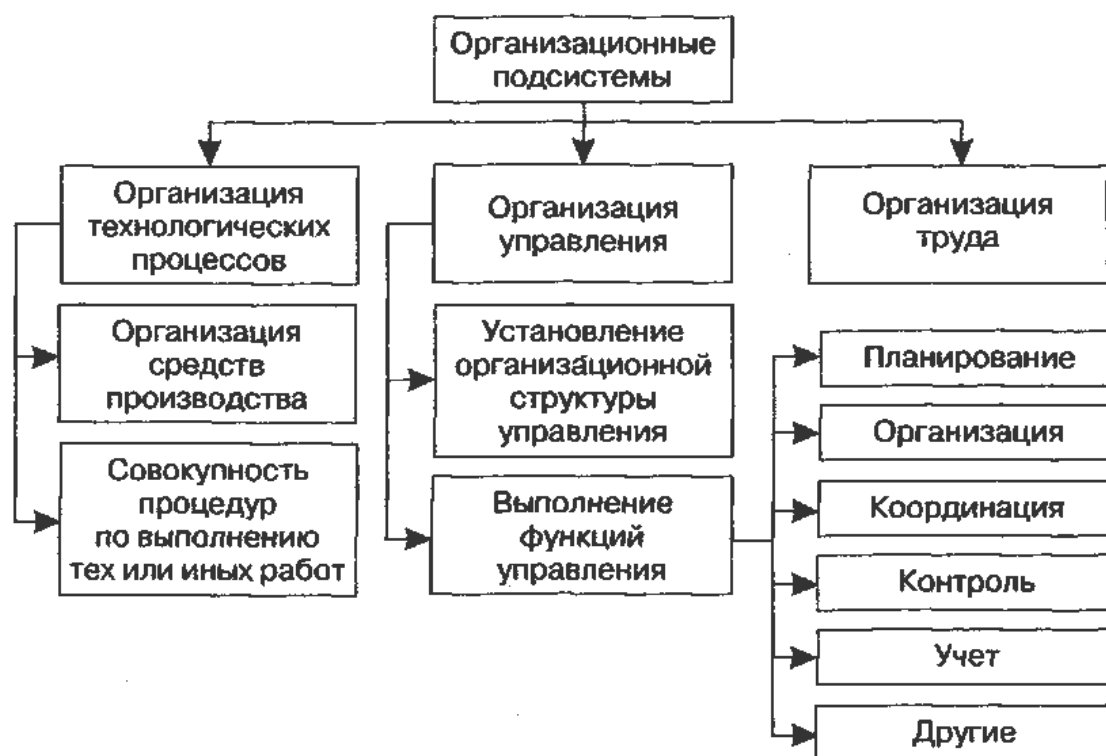 Организационные
подсистемы
Организация
технологических
процессов
Организация
управления
Организация
труда
Организация
средств
производства
Установление
организационной
структуры
управления
Планирование
Организация
Совокупность
процедур
по выполнению
тех или иных работ
Выполнение
функций
управления
Координация
Контроль
Учет
Другие